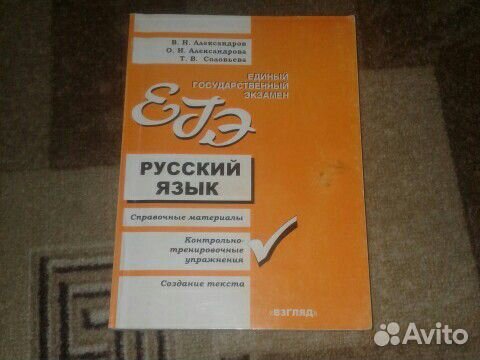 В. Н. Александров
О. И. Александрова
Т. В. Соловьева
ЕДИНЫЙ
ГОСУДАРСТВЕННЫЙ
ЭКЗАМЕН
ЕГЭ
РУССКИЙ
ЯЗЫК
Справочные материалы
Контрольно-
тренировочные
упражнения
Создание текста
«ВЗГЛЯД»
Avito